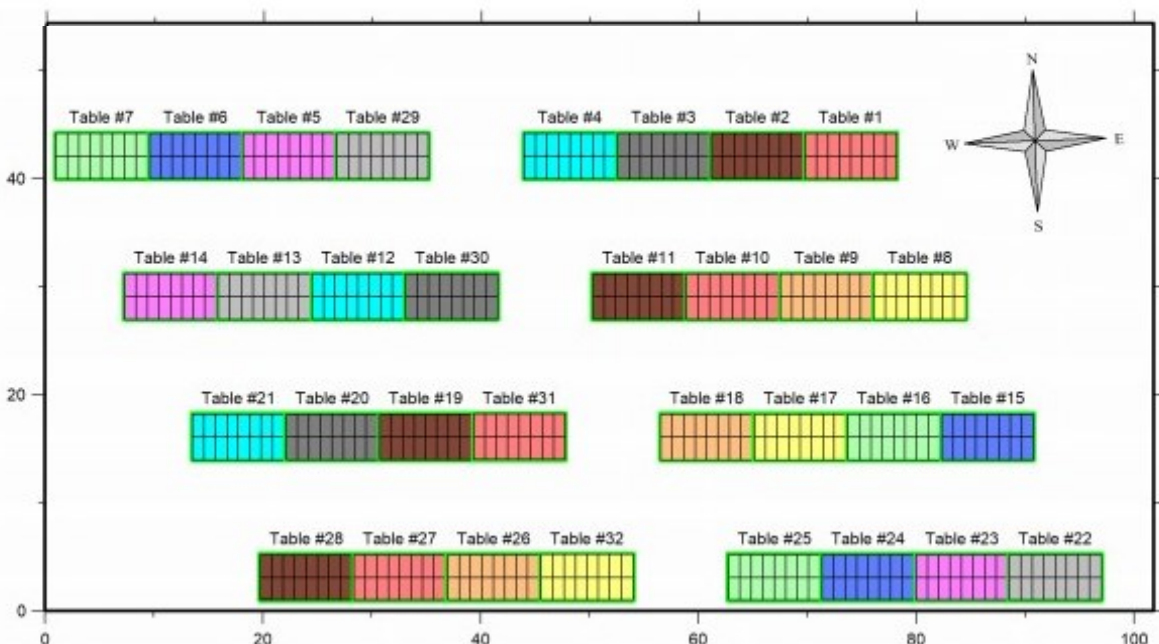 N
Table #7 Table #6 Table #5 Table #29 Table #4 Table #3 Table #2 Table #1
W E
40
S
Table #14 Table #13 Table #12 Table #30 Table #11 Table #10 Table #9 Table #8
20
Table #21 Table #20 Table #19 Table #31 Table #18 Table #17 Table #16 Table #15
Table #28 Table #27 Table #26 Table #32 Table #25 Table #24 Table #23 Table #22
0
0 20 40 60 80 100